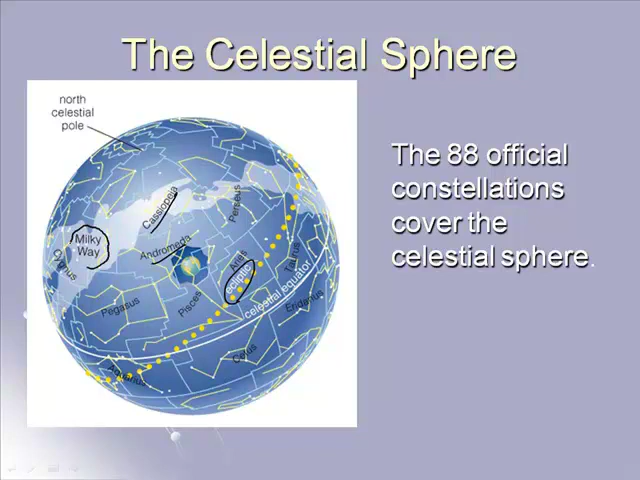 The Celestial Sphere
north
celestial
pole
Cassiopeia
Perseus
Milky
Way
Cygnus
Andromeda
Aries
ecliptic
Taurus
Pegasus
Pisces
celestial equator
Eridanus
Cetus
Aquarius
The 88 official
constellations
cover the
celestial sphere.